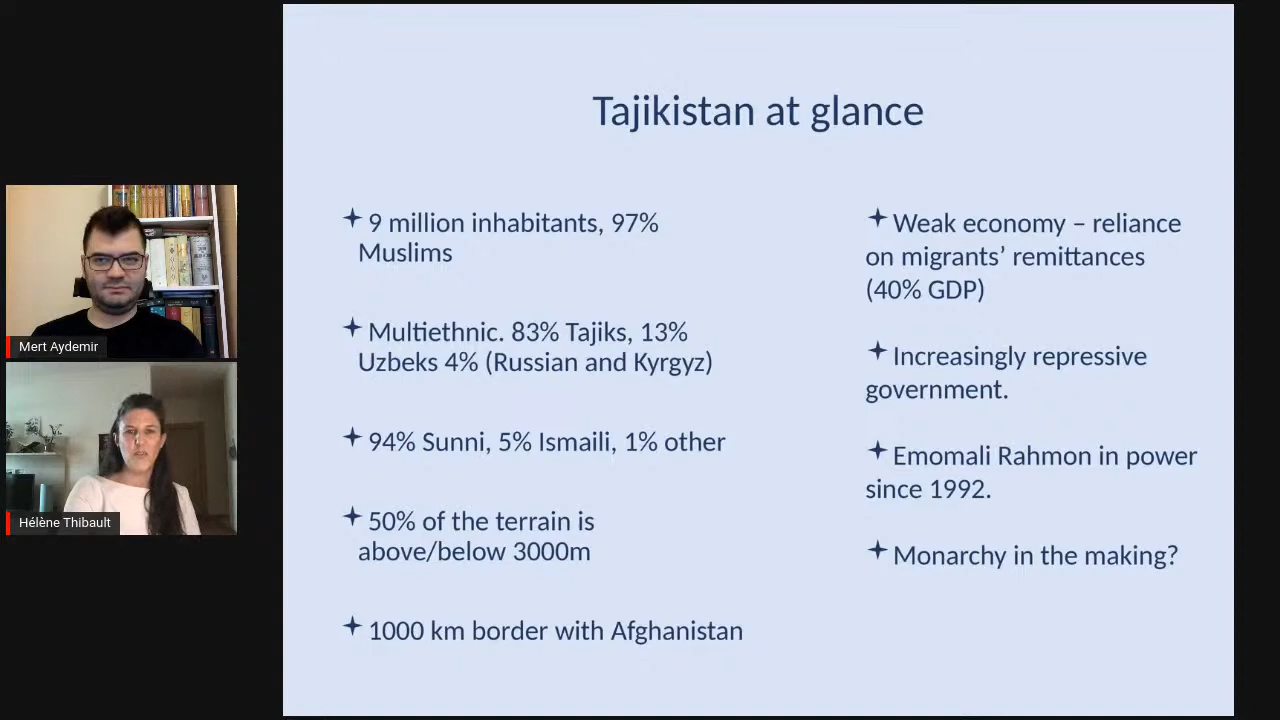 Tajikistan at glance
9 million inhabitants, 97%
Muslims
Multiethnic. 83% Tajiks, 13%
Uzbeks 4% (Russian and Kyrgyz)
94% Sunni, 5% Ismaili, 1% other
50% of the terrain is
above/below 3000m
1000 km border with Afghanistan
Weak economy – reliance
on migrants’ remittances
(40% GDP)
Increasingly repressive
government.
Emomali Rahmon in power
since 1992.
Monarchy in the making?
Mert Aydemir
Hélène Thibault